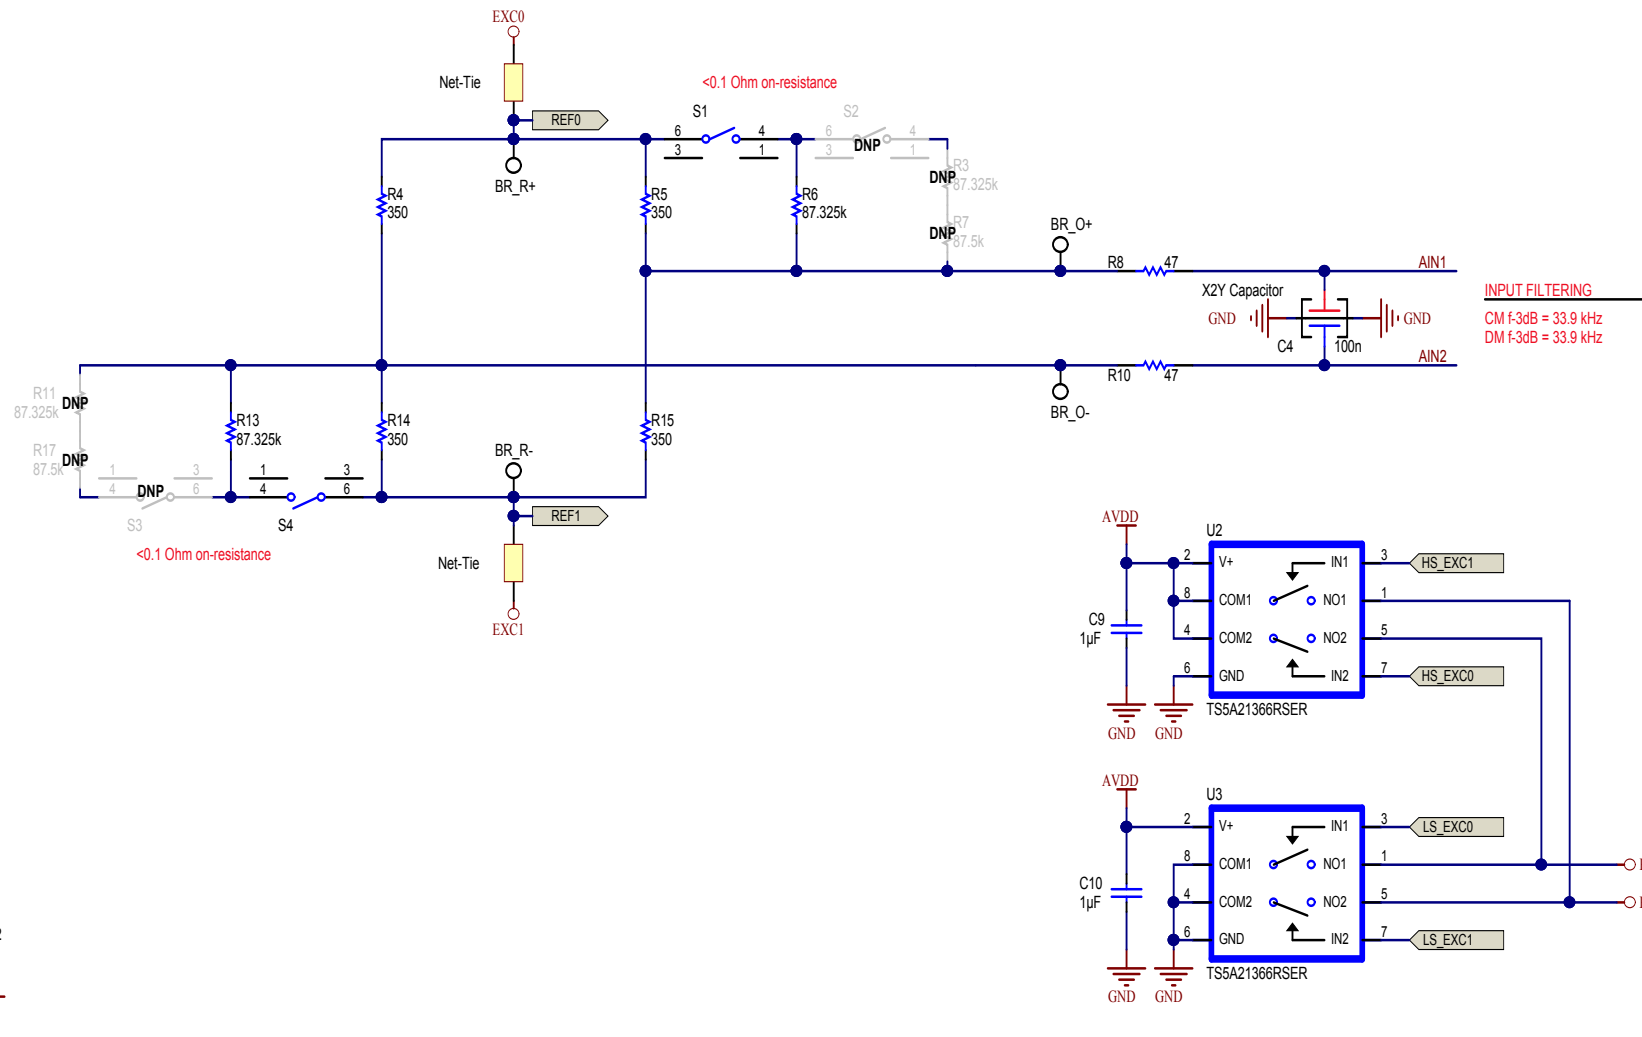 EXC0
Net-Tie
REF0
BR_R+
<0.1 Ohm on-resistance
S1
6 4
3 1
S2
6 4
3 1
DNP
R3
DNP
87.325k
R7
DNP
87.5k
R4
350
R5
350
R6
87.325k
BR_O+
R8 47
AIN1
X2Y Capacitor
GND
GND
C4 100n
INPUT FILTERING
CM f-3dB = 33.9 kHz
DM f-3dB = 33.9 kHz
AIN2
R10 47
BR_O-
R11
DNP
87.325k
R17
DNP
87.5k
R13
87.325k
R14
350
R15
350
1 3
4 6
DNP
S3
1 3
4 6
S4
<0.1 Ohm on-resistance
BR_R-
REF1
Net-Tie
EXC1
AVDD
U2
2 V+ IN1 3 HS_EXC1
8 COM1 NO1 1
4 COM2 NO2 5
6 GND IN2 7 HS_EXC0
TS5A21366RSER
C9
1µF
GND GND
AVDD
U3
2 V+ IN1 3 LS_EXC0
8 COM1 NO1 1
4 COM2 NO2 5
6 GND IN2 7 LS_EXC1
TS5A21366RSER
C10
1µF
GND GND